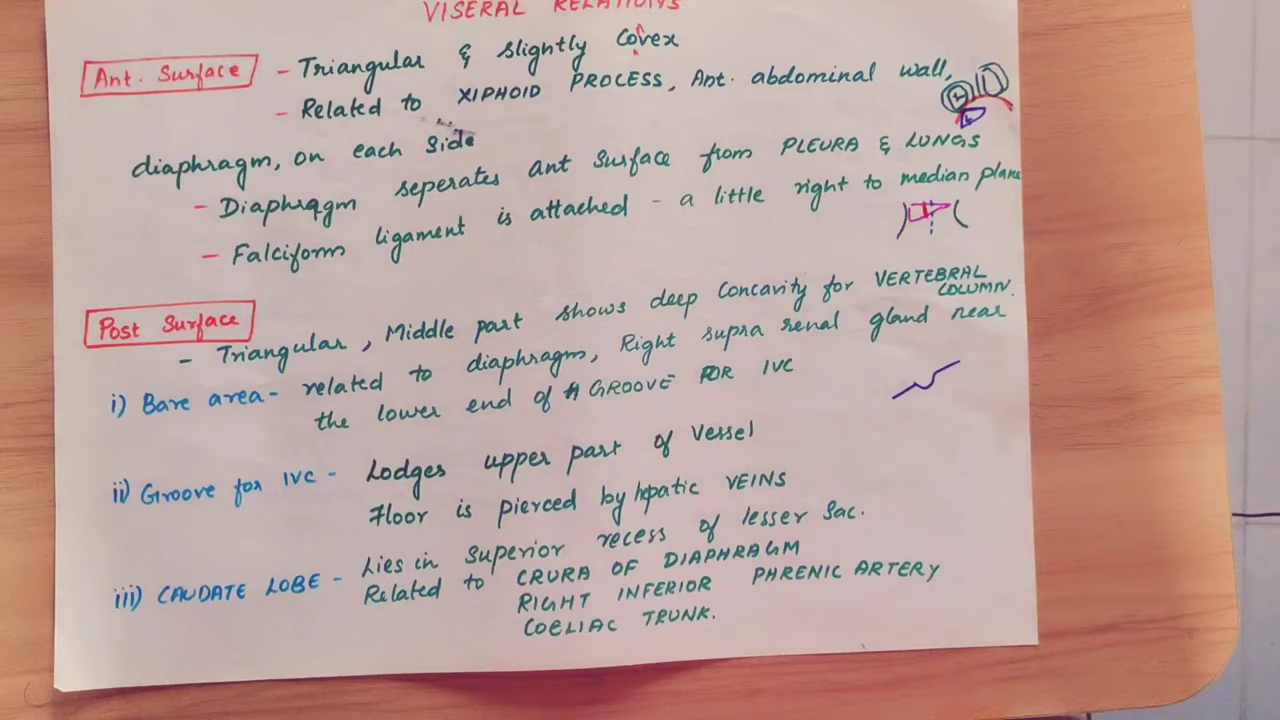 VISERAL RELATIONS
Ant. Surface - Triangular & slightly Covex
- Related to XIPHOID PROCESS, Ant. abdominal wall,
diaphragm, on each side
- Diaphragm seperates ant surface from PLEURA & LUNGS
- Falciform ligament is attached - a little right to median plane
Post Surface
- Triangular, Middle part shows deep concavity for VERTEBRAL
COLUMN.
i) Bare area - related to diaphragm, Right supra renal gland near
the lower end of GROOVE FOR IVC
ii) Groove for IVC - Lodges upper part of vessel
Floor is pierced by hepatic VEINS
iii) CAUDATE LOBE - Lies in superior recess of lesser sac.
Related to CRURA OF DIAPHRAGM
RIGHT INFERIOR PHRENIC ARTERY
COELIAC TRUNK.